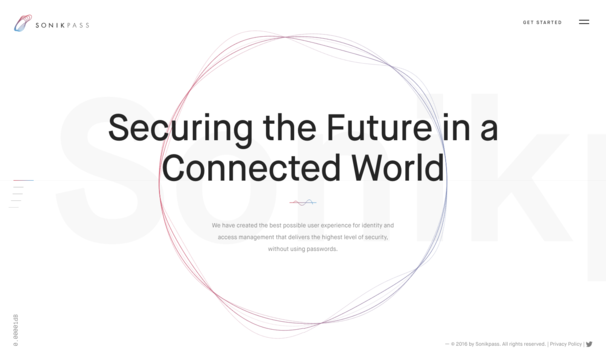 SONIKPASS
GET STARTED
Sonikp
Securing the Future in a
Connected World
We have created the best possible user experience for identity and
access management that delivers the highest level of security,
without using passwords.
— © 2016 by Sonikpass. All rights reserved. | Privacy Policy |